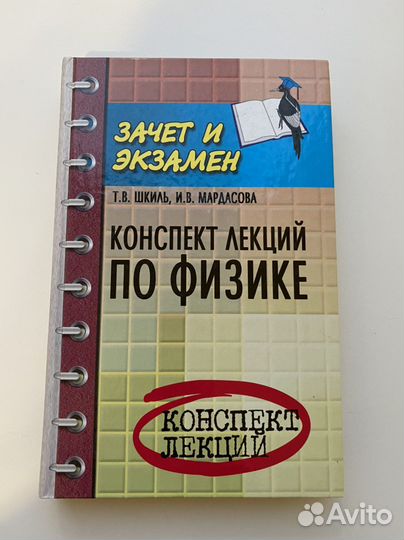 ЗАЧЕТ И
ЭКЗАМЕН
Т.В. ШКИЛЬ, И.В. МАРДАСОВА
КОНСПЕКТ ЛЕКЦИЙ
ПО ФИЗИКЕ
КОНСПЕКТ
ЛЕКЦИЙ
Avito